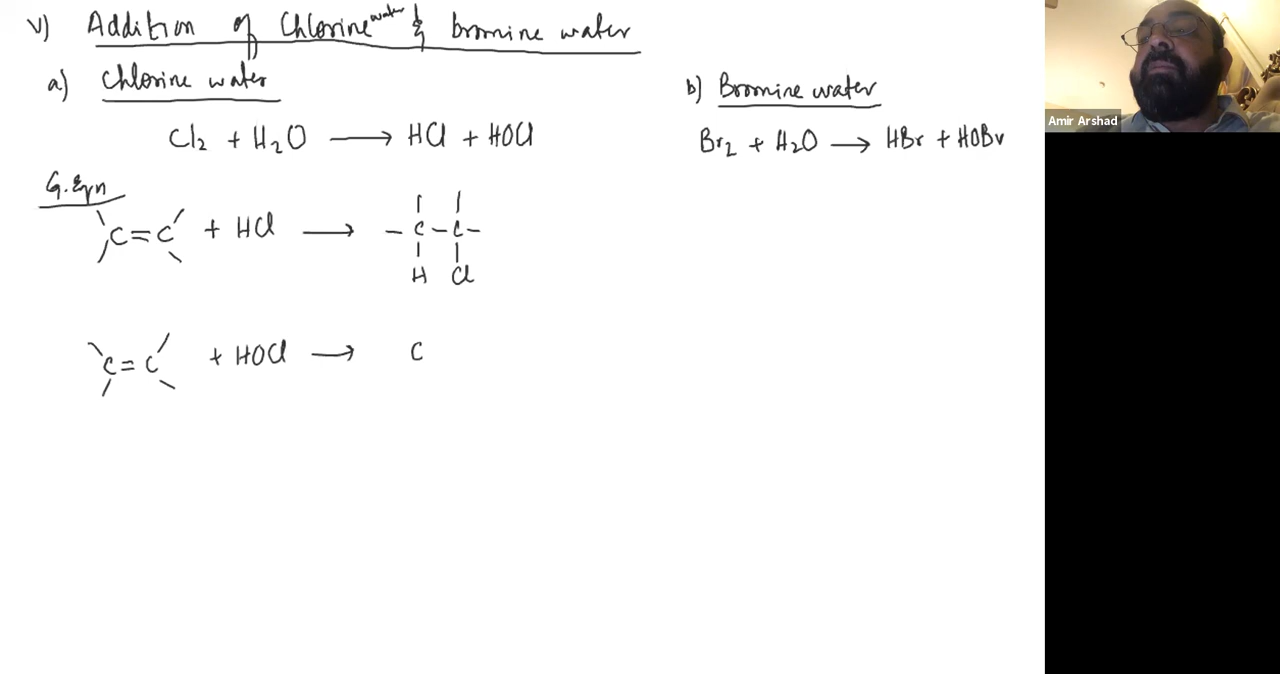 v) Addition of Chlorine water & bromine water
a) Chlorine water
b) Bromine water
Cl2 + H2O ⟶ HCl + HOCl
Br2 + H2O ⟶ HBr + HOBr
G. Eqn
C=C + HCl ⟶ -C-C-
H Cl
C=C + HOCl ⟶ C
Amir Arshad